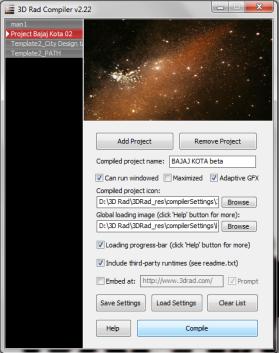 3D Rad Compiler v2.22
man1
Project Bajaj Kota 02
Template2_City Design t
Template2_PATH
Add Project
Remove Project
Compiled project name:
BAJAJ KOTA beta
Can run windowed
Maximized
Adaptive GFX
Compiled project icon:
D:\3D Rad\3DRad_res\compilerSettings\
Browse
Global loading image (click 'Help' button for more):
D:\3D Rad\3DRad_res\compilerSettings\
Browse
Loading progress-bar (click 'Help' button for more)
Include third-party runtimes (see readme.txt)
Embed at:
http://www.3drad.com/
Prompt
Save Settings
Load Settings
Clear List
Help
Compile